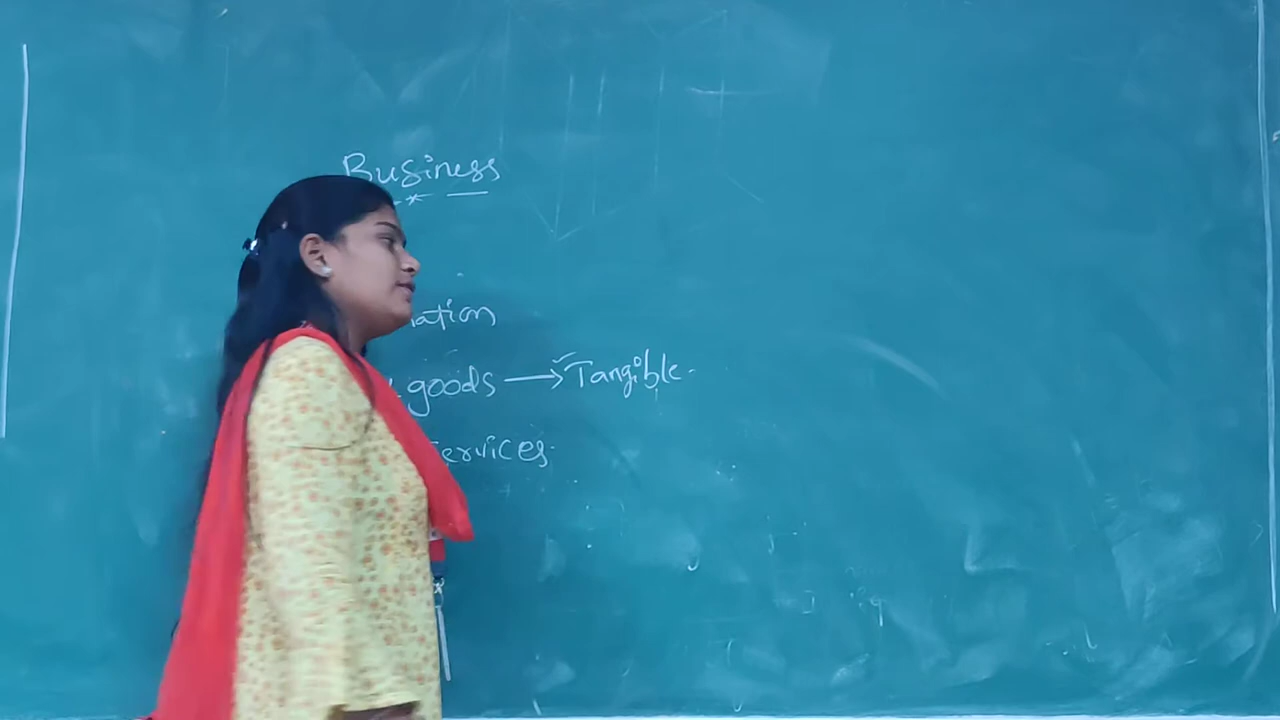 Business
ation
goods → Tangible.
ervices.